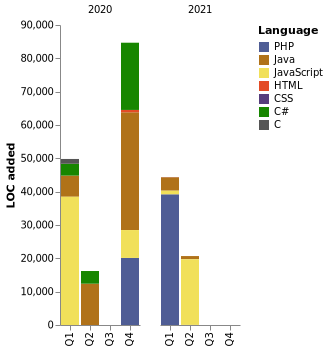 2020 2021
Language
PHP
Java
JavaScript
HTML
CSS
C#
C
LOC added
90,000
80,000
70,000
60,000
50,000
40,000
30,000
20,000
10,000
0
Q1 Q2 Q3 Q4 Q1 Q2 Q3 Q4